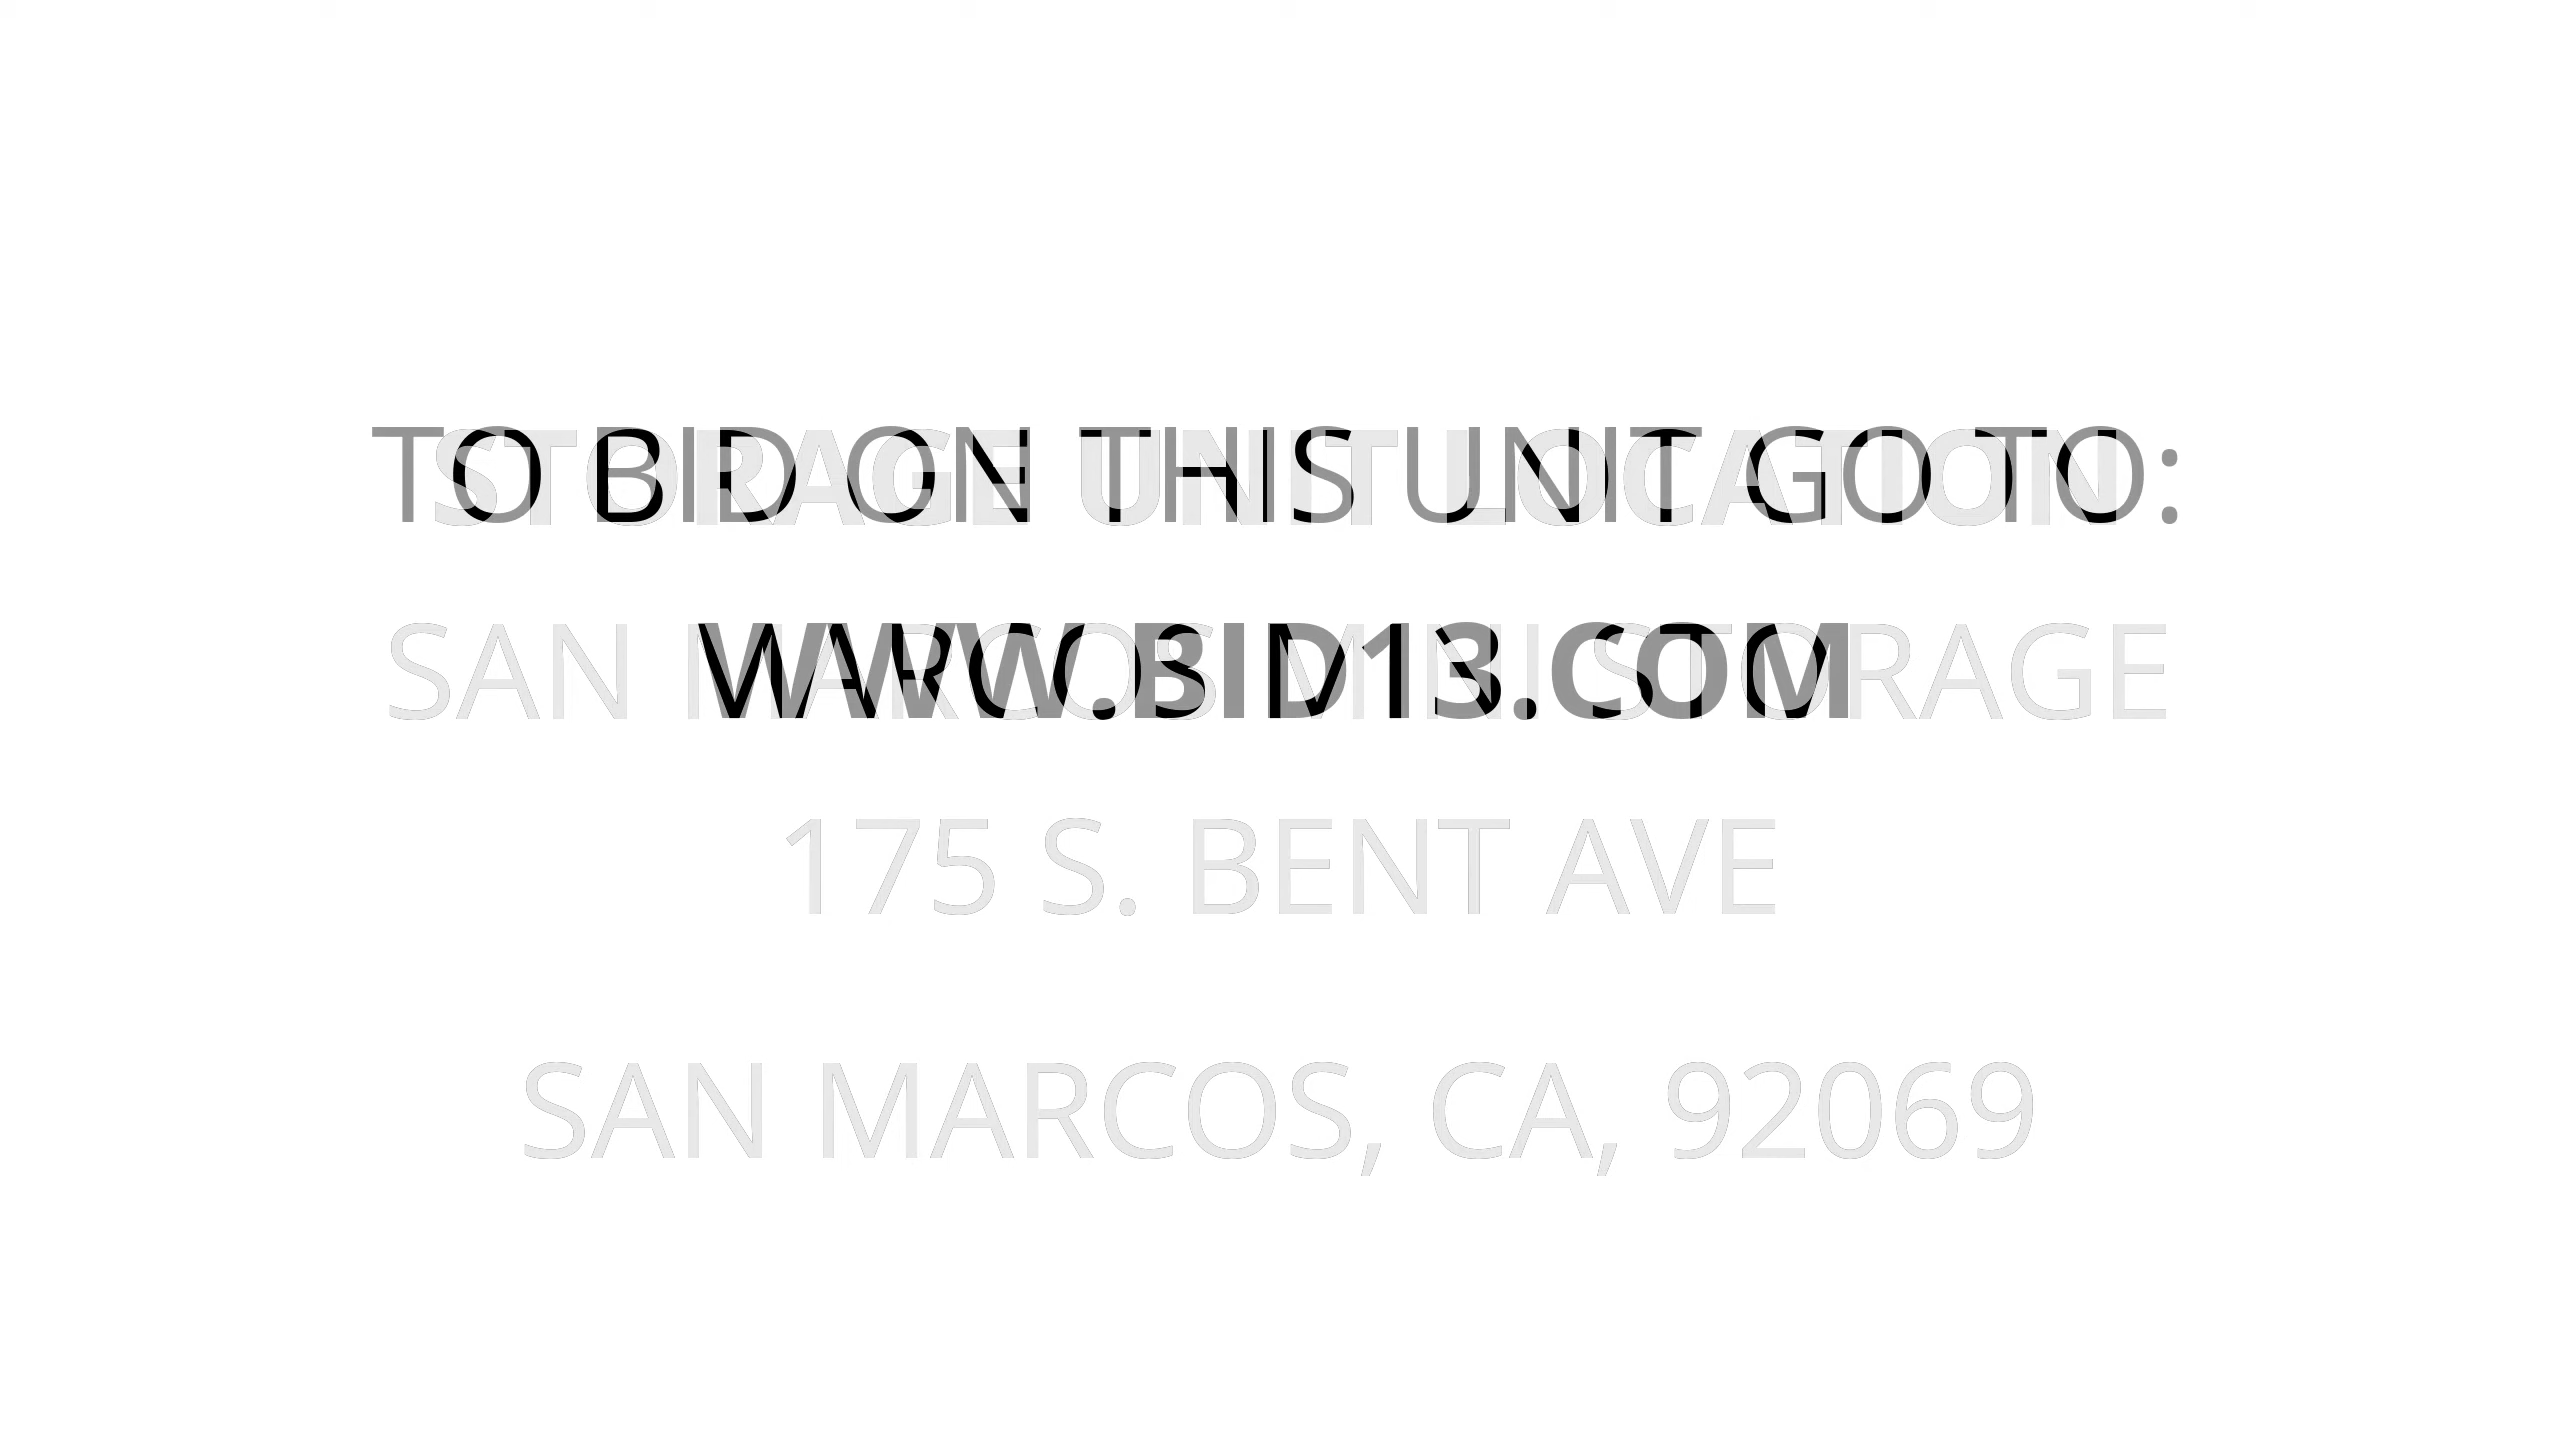 TO BID ON THIS UNIT GO TO:
STORAGE UNIT LOCATION
WWW.BID13.COM
SAN MARCOS MINI STORAGE
175 S. BENT AVE
SAN MARCOS, CA, 92069